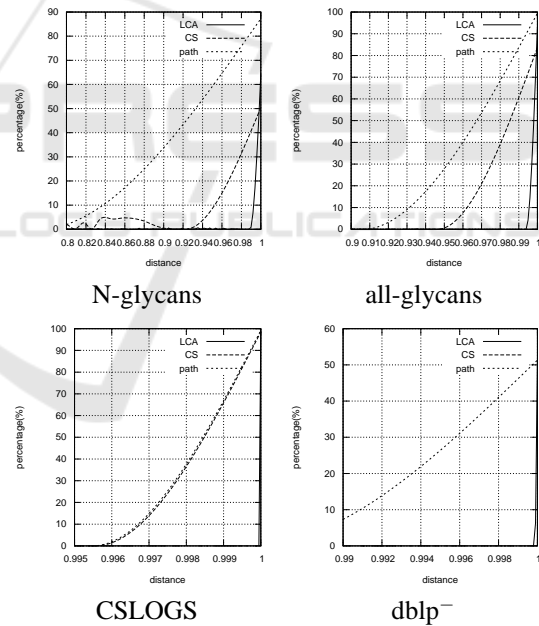 90
80
70
60
50
40
30
20
10
0
percentage(%)
LCA
CS
path
0.8 0.82 0.84 0.86 0.88 0.9 0.92 0.94 0.96 0.98 1
distance
N-glycans
100
90
80
70
60
50
40
30
20
10
0
percentage(%)
LCA
CS
path
0.9 0.91 0.92 0.93 0.94 0.95 0.96 0.97 0.98 0.99 1
distance
all-glycans
100
90
80
70
60
50
40
30
20
10
0
percentage(%)
LCA
CS
path
0.995 0.996 0.997 0.998 0.999 1
distance
CSLOGS
60
50
40
30
20
10
0
percentage(%)
LCA
CS
path
0.99 0.992 0.994 0.996 0.998 1
distance
dblp⁻